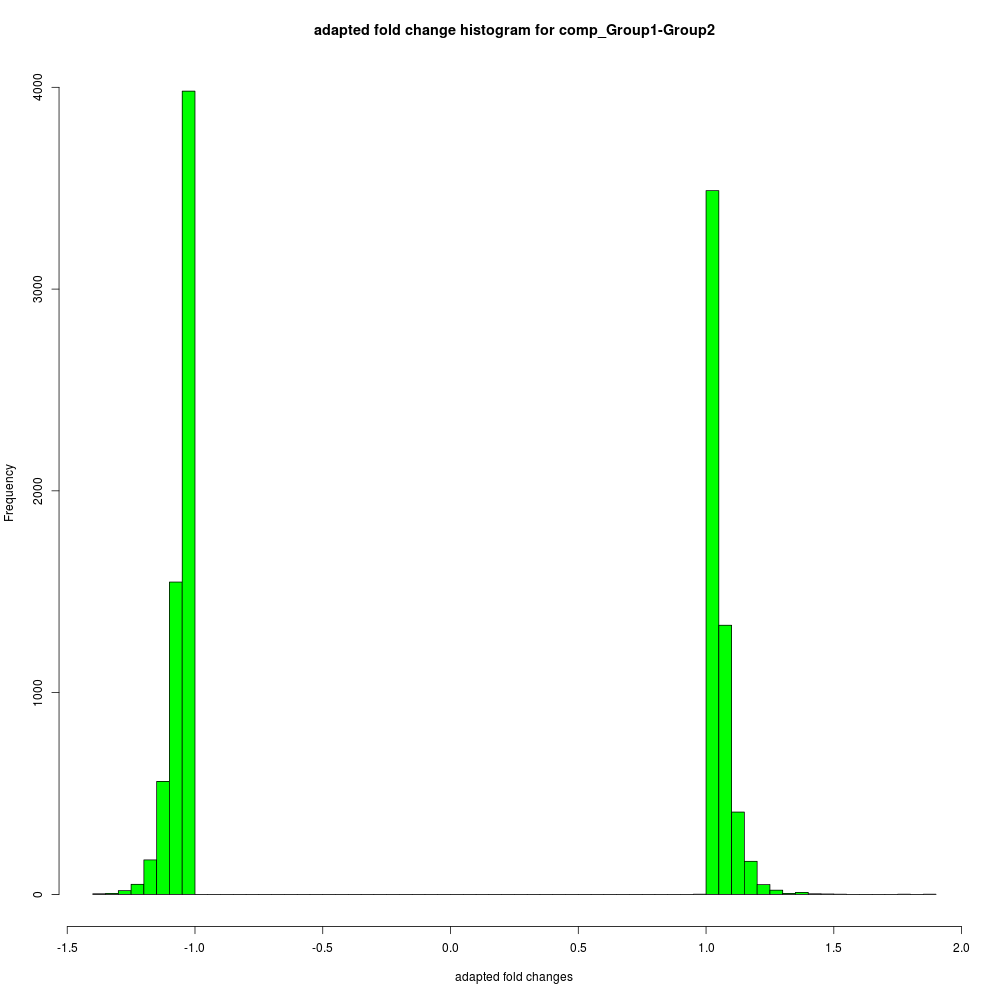 adapted fold change histogram for comp_Group1-Group2
Frequency
4000
3000
2000
1000
0
-1.5 -1.0 -0.5 0.0 0.5 1.0 1.5 2.0
adapted fold changes